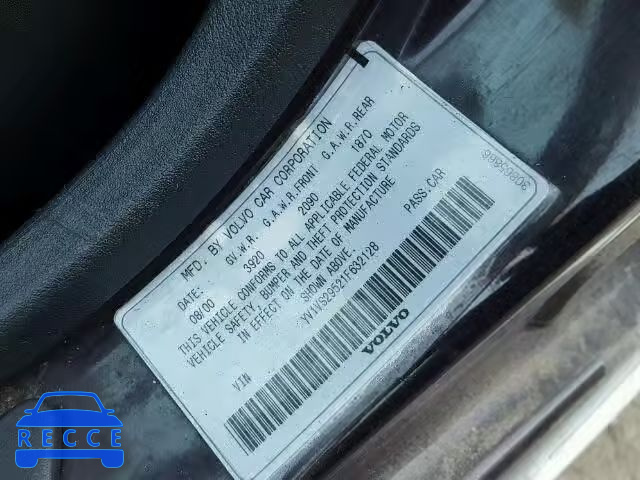 MFD. BY VOLVO CAR CORPORATION
DATE: GV.W.R. G.A.W.R.FRONT G.A.W.R.REAR
08/00 3920 2090 1870
THIS VEHICLE CONFORMS TO ALL APPLICABLE FEDERAL MOTOR
VEHICLE SAFETY, BUMPER AND THEFT PROTECTION STANDARDS
IN EFFECT ON THE DATE OF MANUFACTURE
SHOWN ABOVE. PASS.CAR
YV1VS29521F632128
VIN
VOLVO
RECCE